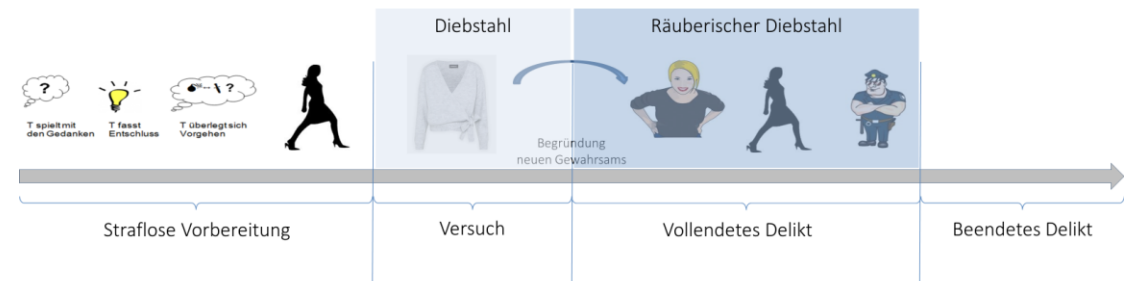 Diebstahl
Räuberischer Diebstahl
?
T spielt mit
den Gedanken
T fasst
Entschluss
?
T überlegt sich
Vorgehen
Begründung
neuen Gewahrsams
Straflose Vorbereitung
Versuch
Vollendetes Delikt
Beendetes Delikt